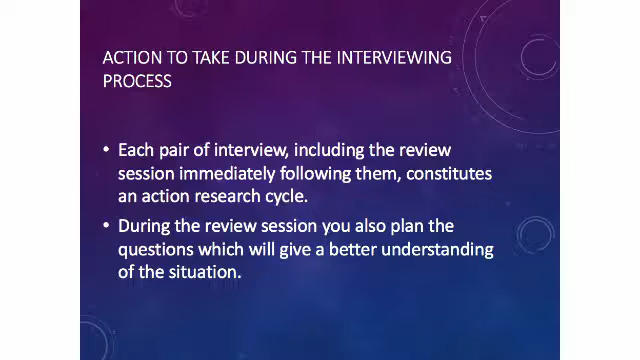 ACTION TO TAKE DURING THE INTERVIEWING
PROCESS
• Each pair of interview, including the review
session immediately following them, constitutes
an action research cycle.
• During the review session you also plan the
questions which will give a better understanding
of the situation.